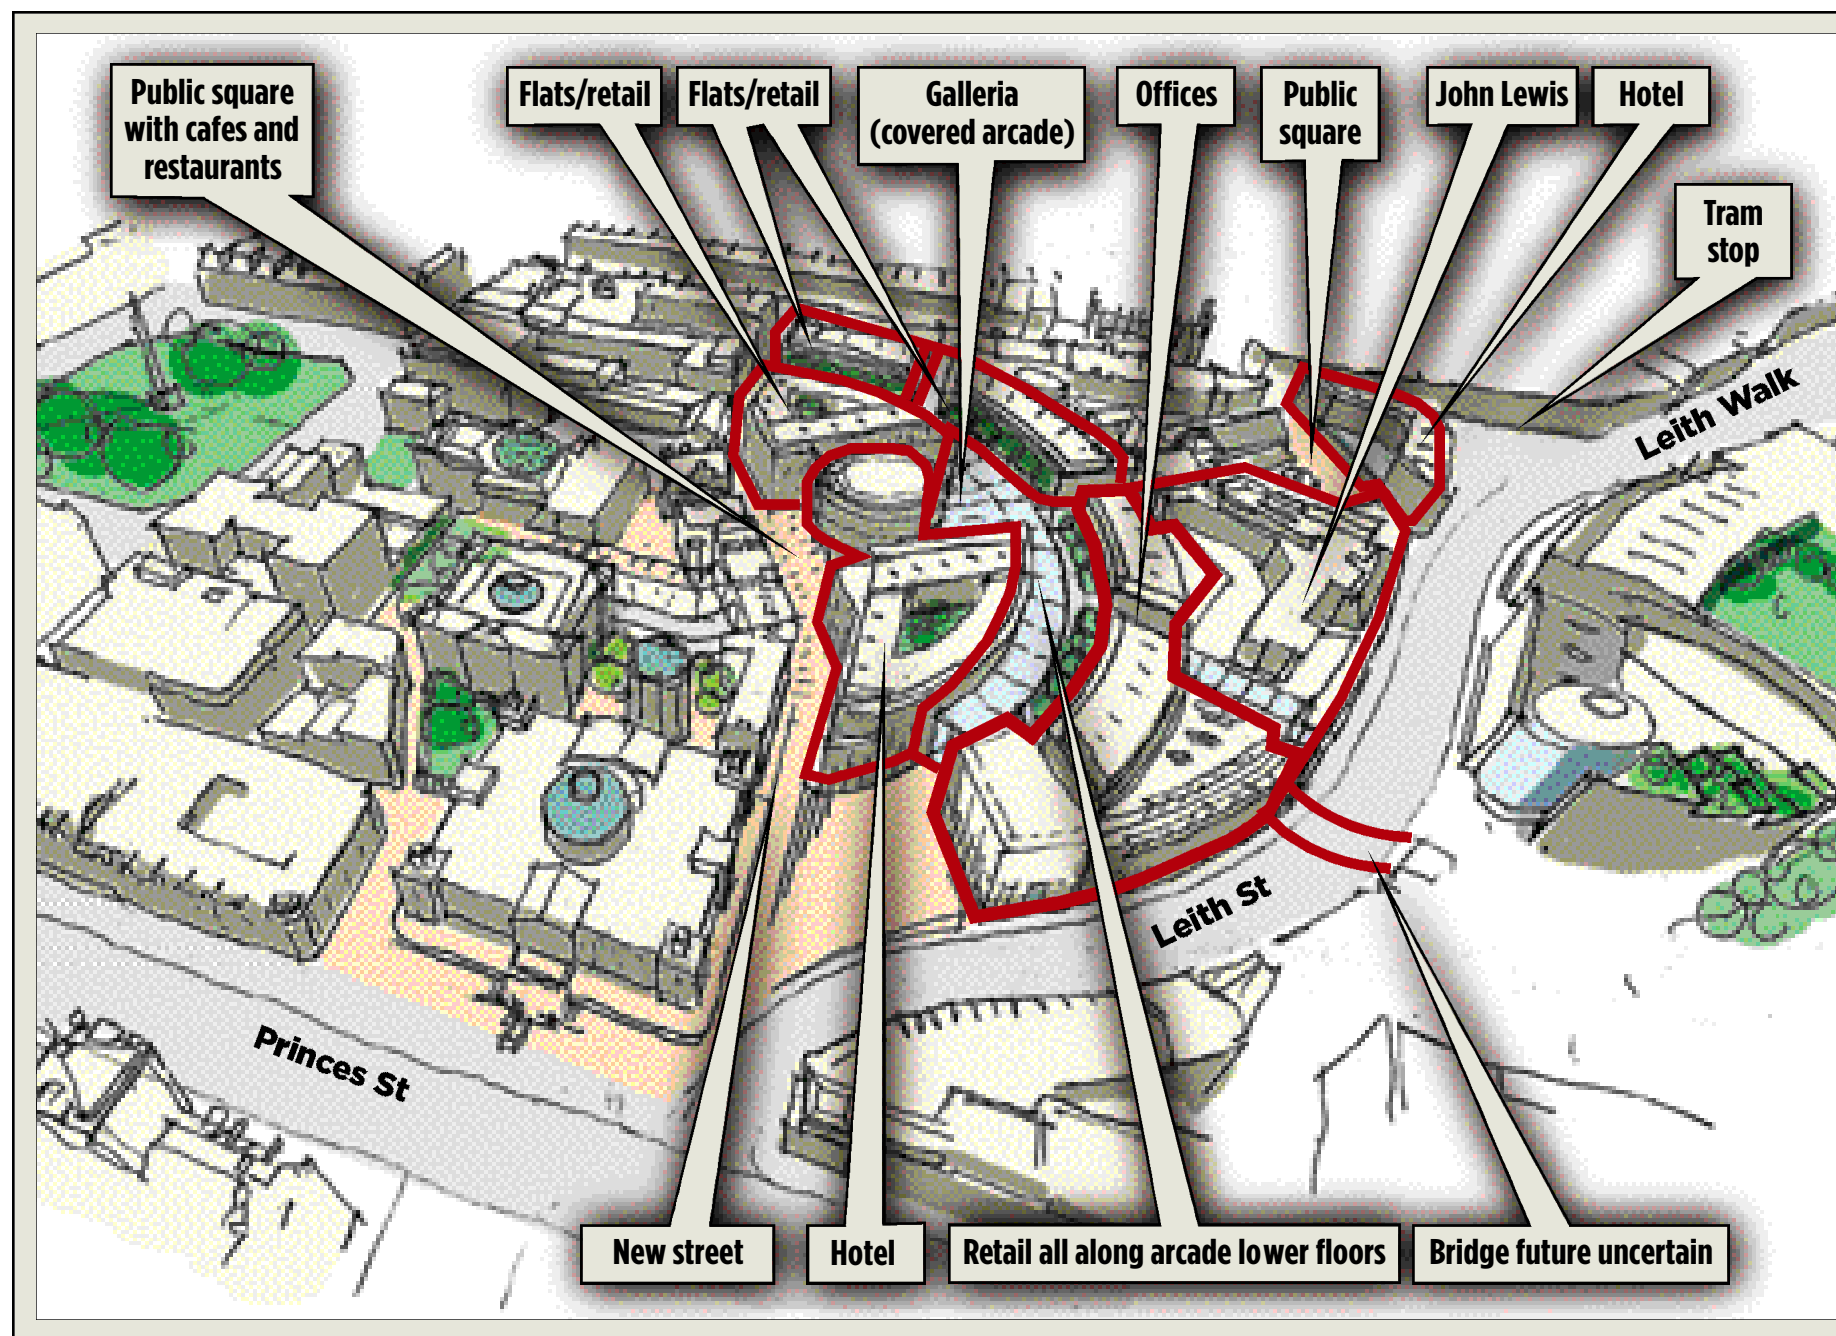 Public square
with cafes and
restaurants
Flats/retail
Flats/retail
Galleria
(covered arcade)
Offices
Public
square
John Lewis
Hotel
Tram
stop
Leith Walk
Leith St
Princes St
New street
Hotel
Retail all along arcade lower floors
Bridge future uncertain